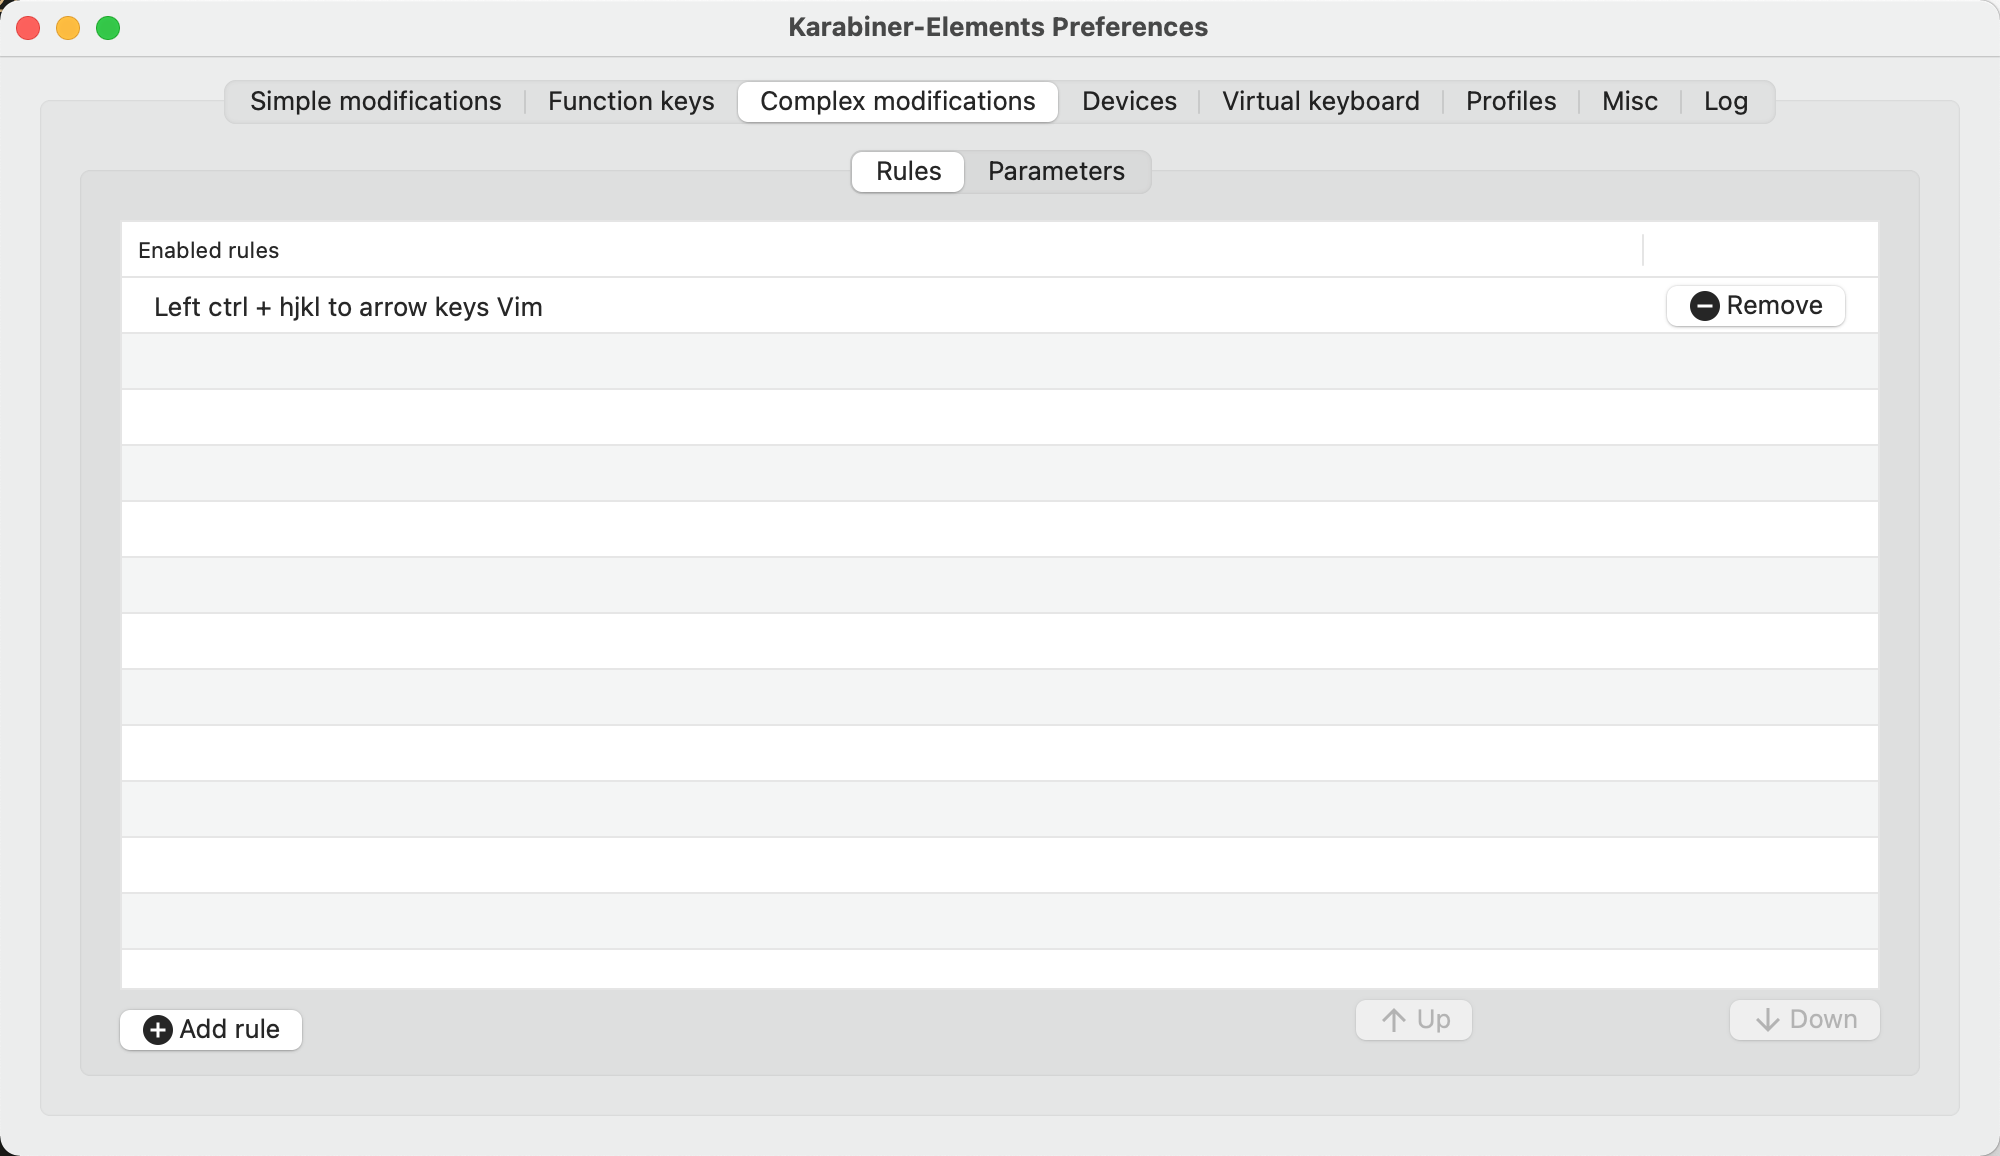 Karabiner-Elements Preferences
Simple modifications Function keys Complex modifications Devices Virtual keyboard Profiles Misc Log
Rules Parameters
Enabled rules
Left ctrl + hjkl to arrow keys Vim Remove
Add rule Up Down